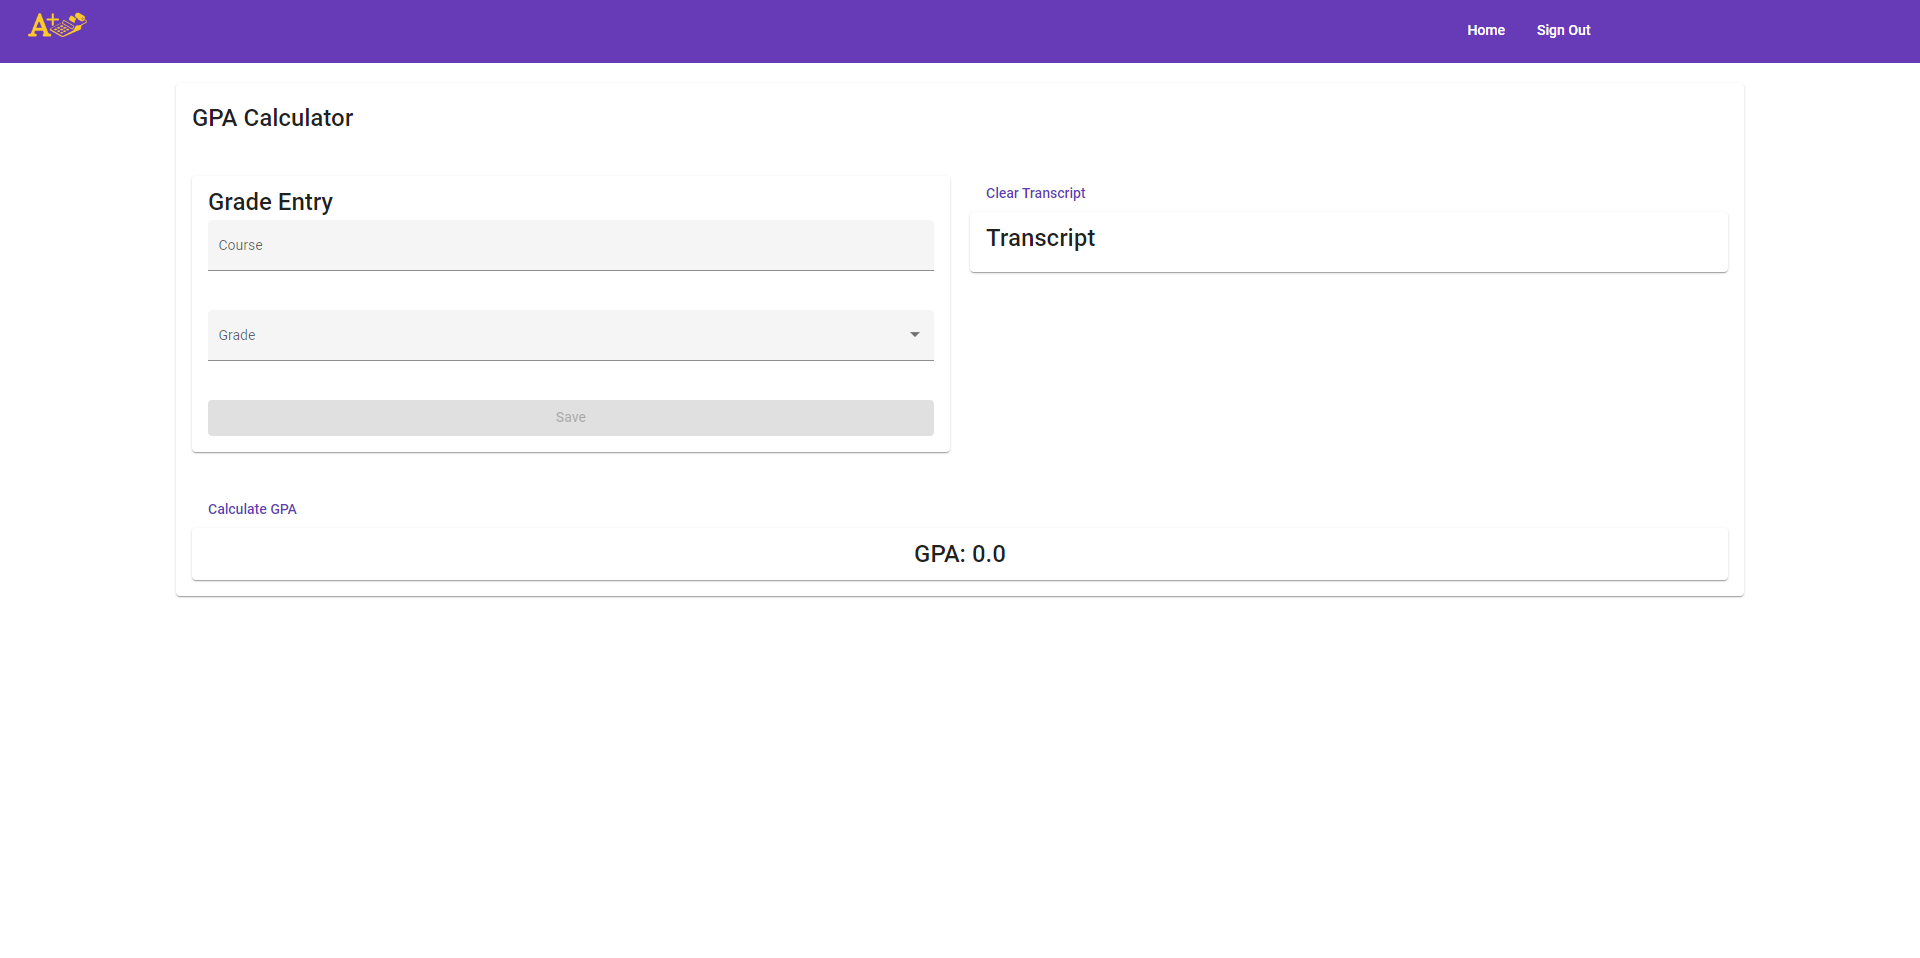 A+
Home
Sign Out
GPA Calculator
Grade Entry
Course
Grade
Save
Clear Transcript
Transcript
Calculate GPA
GPA: 0.0